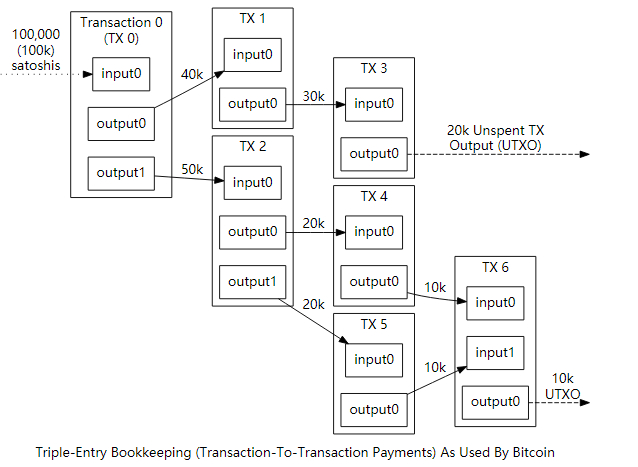 Transaction 0
(TX 0)
100,000
(100k)
satoshis
input0
output0
output1
40k
50k
TX 1
input0
output0
30k
TX 2
input0
output0
output1
20k
20k
TX 3
input0
output0
20k Unspent TX
Output (UTXO)
TX 4
input0
output0
10k
TX 5
input0
output0
10k
TX 6
input0
input1
output0
10k
UTXO
Triple-Entry Bookkeeping (Transaction-To-Transaction Payments) As Used By Bitcoin